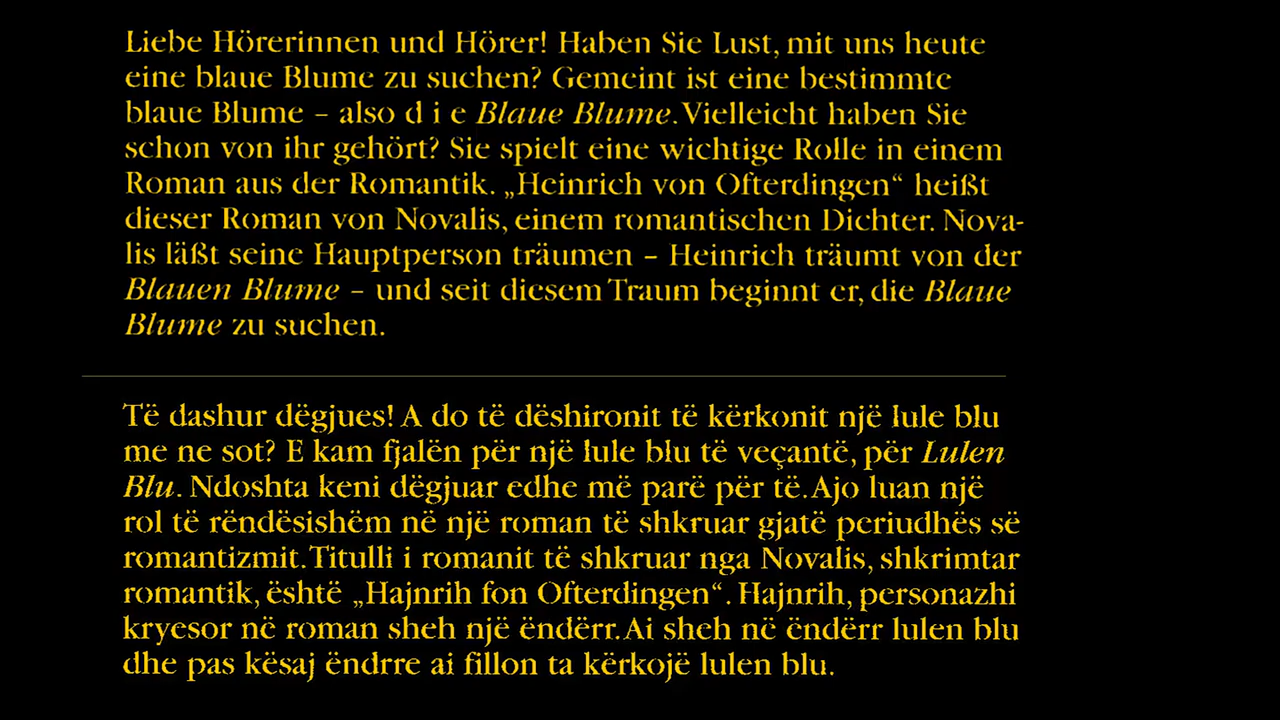 Liebe Hörerinnen und Hörer! Haben Sie Lust, mit uns heute
eine blaue Blume zu suchen? Gemeint ist eine bestimmte
blaue Blume – also d i e Blaue Blume. Vielleicht haben Sie
schon von ihr gehört? Sie spielt eine wichtige Rolle in einem
Roman aus der Romantik. „Heinrich von Ofterdingen“ heißt
dieser Roman von Novalis, einem romantischen Dichter. Nova-
lis läßt seine Hauptperson träumen – Heinrich träumt von der
Blauen Blume – und seit diesem Traum beginnt er, die Blaue
Blume zu suchen.
Të dashur dëgjues! A do të dëshironit të kërkonit një lule blu
me ne sot? E kam fjalën për një lule blu të veçantë, për Lulen
Blu. Ndoshta keni dëgjuar edhe më parë për të. Ajo luan një
rol të rëndësishëm në një roman të shkruar gjatë periudhës së
romantizmit. Titulli i romanit të shkruar nga Novalis, shkrimtar
romantik, është „Hajnrih fon Ofterdingen“. Hajnrih, personazhi
kryesor në roman sheh një ëndërr. Ai sheh në ëndërr lulen blu
dhe pas kësaj ëndrre ai fillon ta kërkojë lulen blu.